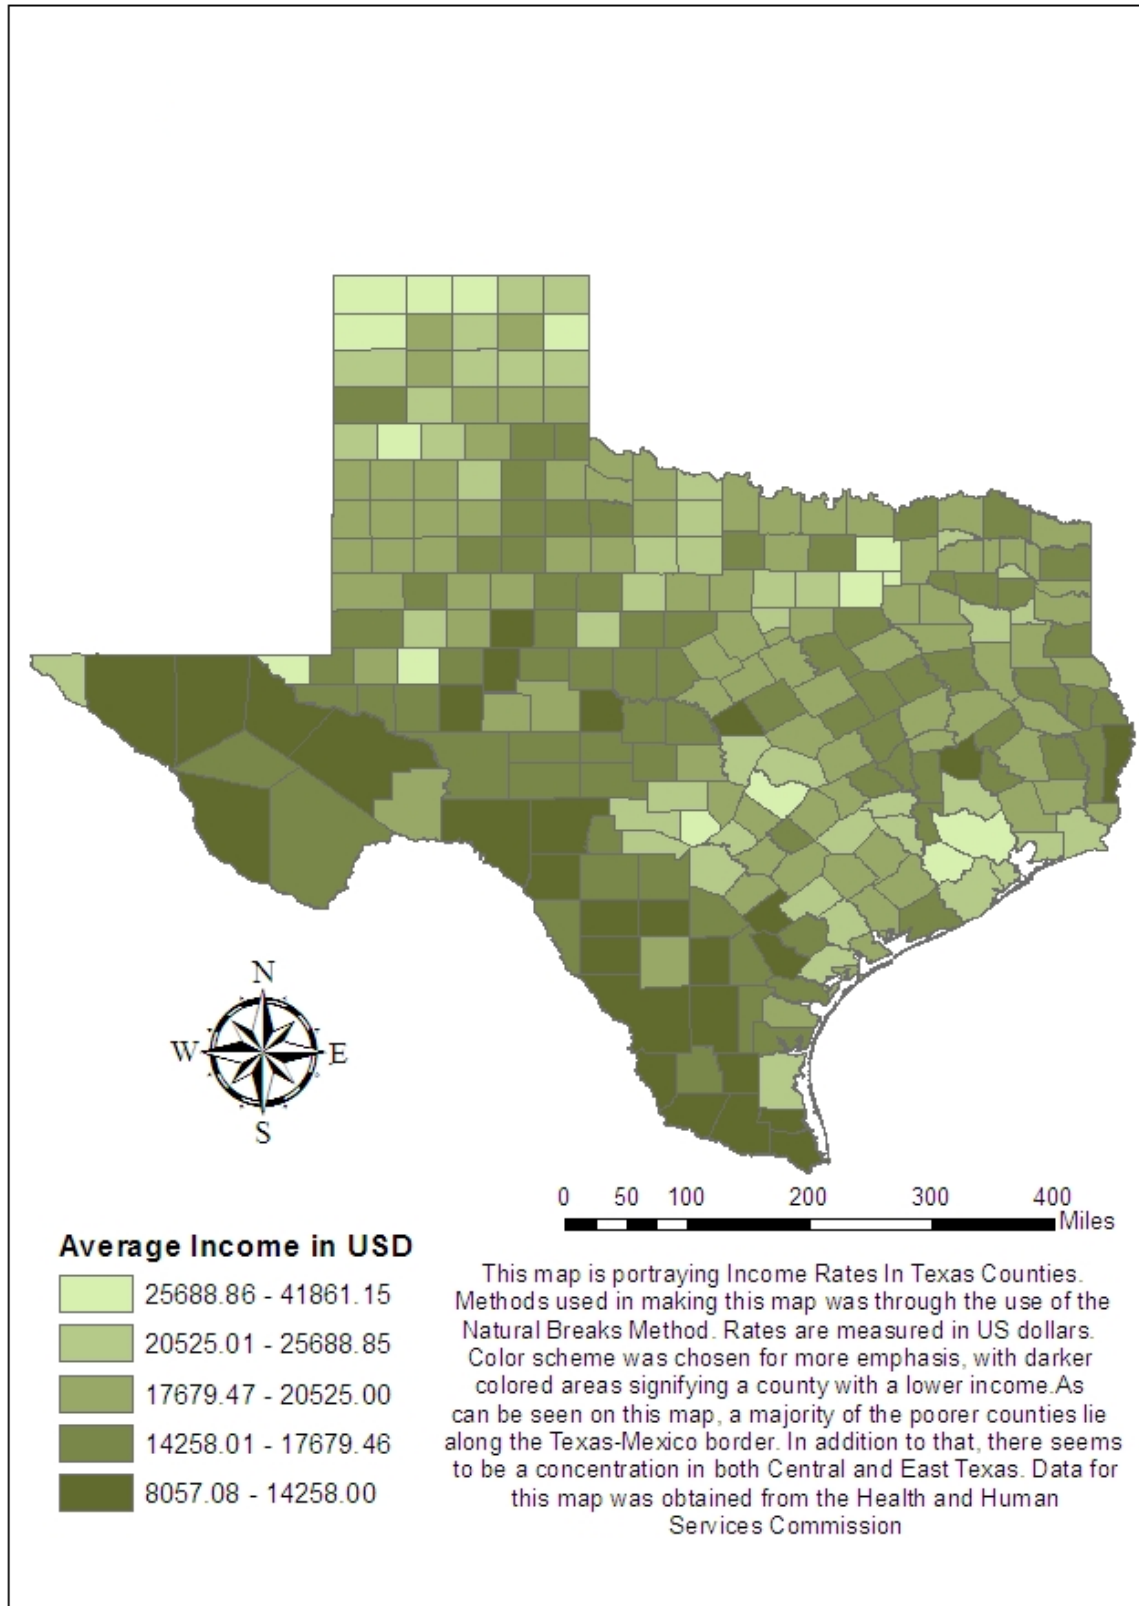 N
W E
S
0 50 100 200 300 400
Miles
Average Income in USD
25688.86 - 41861.15
20525.01 - 25688.85
17679.47 - 20525.00
14258.01 - 17679.46
8057.08 - 14258.00
This map is portraying Income Rates In Texas Counties.
Methods used in making this map was through the use of the
Natural Breaks Method. Rates are measured in US dollars.
Color scheme was chosen for more emphasis, with darker
colored areas signifying a county with a lower income.As
can be seen on this map, a majority of the poorer counties lie
along the Texas-Mexico border. In addition to that, there seems
to be a concentration in both Central and East Texas. Data for
this map was obtained from the Health and Human
Services Commission